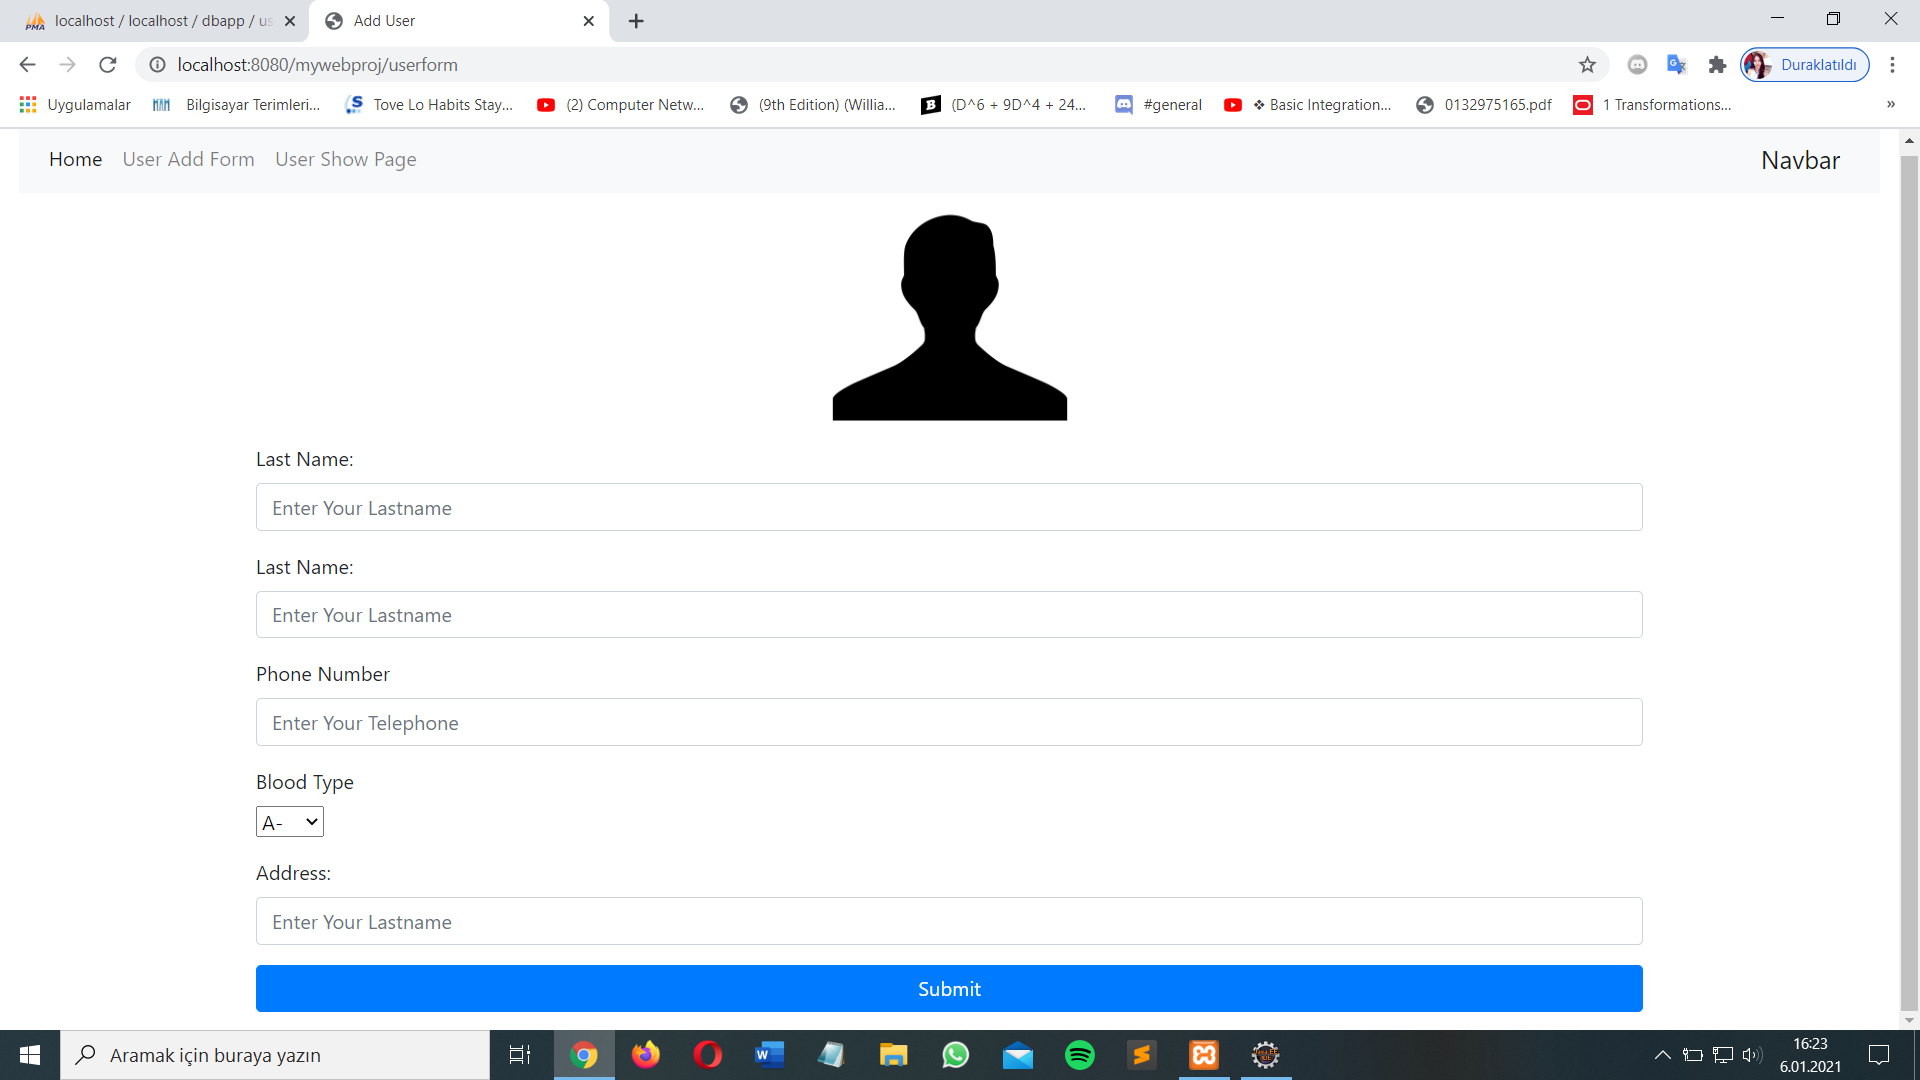 localhost / localhost / dbapp / us
Add User
localhost:8080/mywebproj/userform
Duraklatıldı
Uygulamalar
Bilgisayar Terimleri...
Tove Lo Habits Stay...
(2) Computer Netw...
(9th Edition) (Willia...
(D^6 + 9D^4 + 24...
#general
❖ Basic Integration...
0132975165.pdf
1 Transformations...
»
Home User Add Form User Show Page
Navbar
Last Name:
Enter Your Lastname
Last Name:
Enter Your Lastname
Phone Number
Enter Your Telephone
Blood Type
A-
Address:
Enter Your Lastname
Submit
Aramak için buraya yazın
16:23
6.01.2021